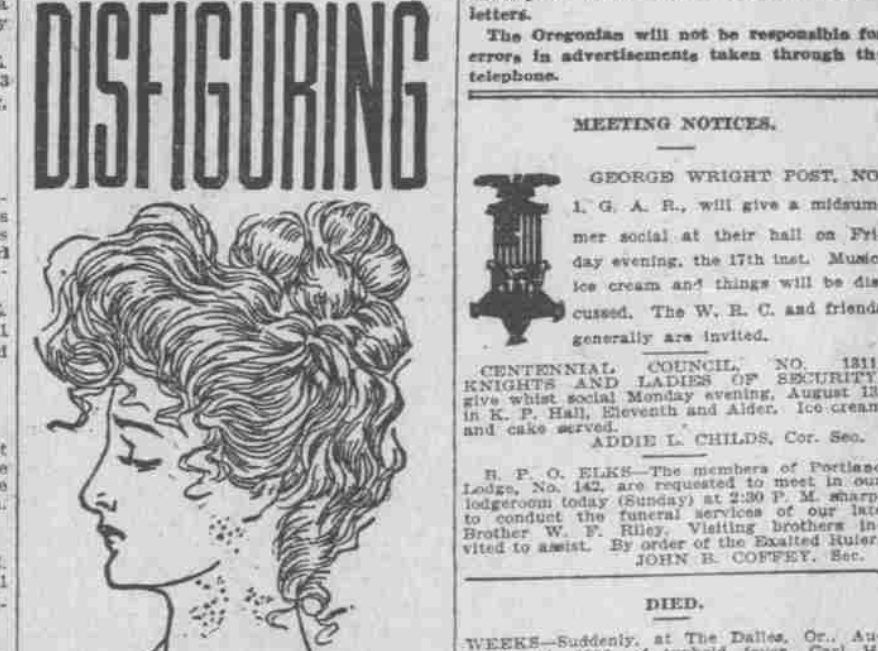 DISFIGURING
letters.
The Oregonian will not be responsible fo
errors in advertisements taken through th
telephone.
MEETING NOTICES.
GEORGE WRIGHT POST, NO
1, G. A. R., will give a midsum
mer social at their hall on Fri
day evening, the 17th inst. Music
ice cream and things will be dis
cussed. The W. R. C. and friends
generally are invited.
CENTENNIAL COUNCIL, NO. 1311
KNIGHTS AND LADIES OF SECURITY
give whist social Monday evening, August 13
in K. P. Hall, Eleventh and Alder. Ice cream
and cake served.
ADDIE L. CHILDS, Cor. Sec.
B. P. O. ELKS—The members of Portland
Lodge, No. 142, are requested to meet in our
lodgeroom today (Sunday) at 2:30 P. M. sharp
to conduct the funeral services of our late
Brother W. F. Riley. Visiting brothers in-
vited to assist. By order of the Exalted Ruler.
JOHN B. COFFEY, Sec.
DIED.
WEEKS—Suddenly, at The Dalles, Or., Au